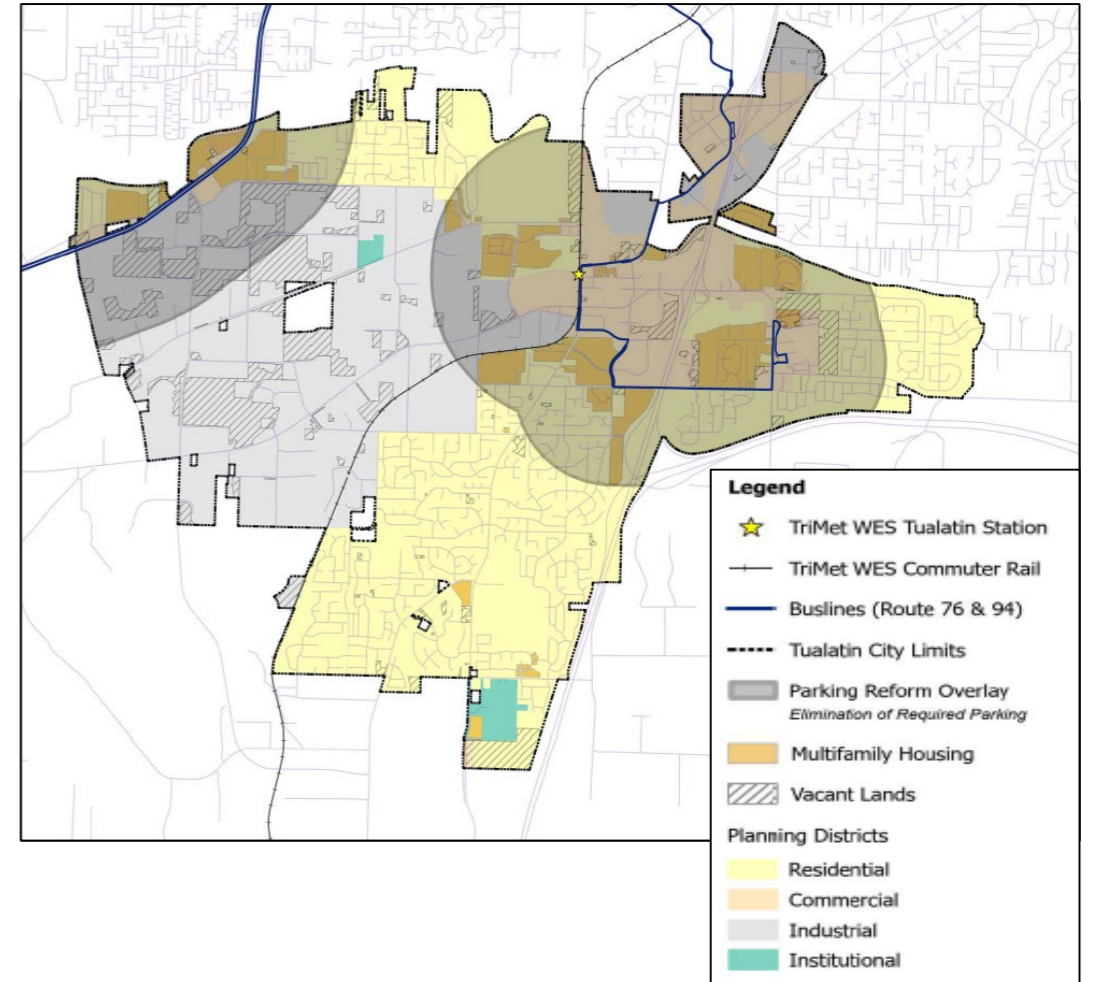 Legend
TriMet WES Tualatin Station
TriMet WES Commuter Rail
Buslines (Route 76 & 94)
Tualatin City Limits
Parking Reform Overlay
Elimination of Required Parking
Multifamily Housing
Vacant Lands
Planning Districts
Residential
Commercial
Industrial
Institutional